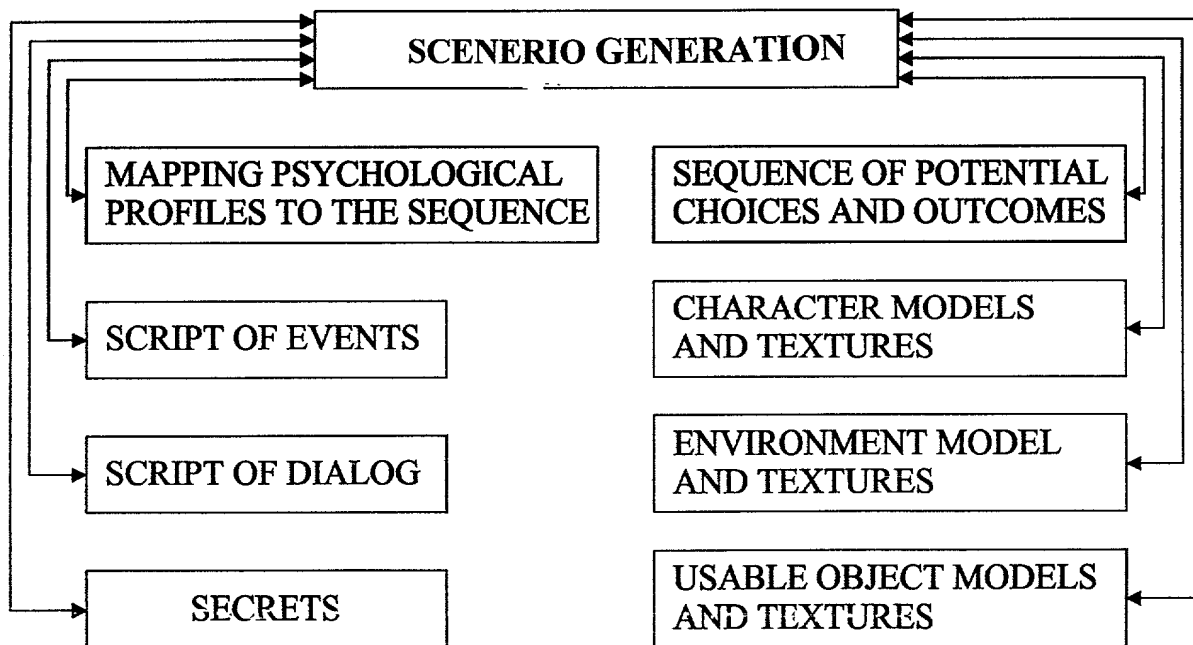 SCENERIO GENERATION
MAPPING PSYCHOLOGICAL
PROFILES TO THE SEQUENCE
SCRIPT OF EVENTS
SCRIPT OF DIALOG
SECRETS
SEQUENCE OF POTENTIAL
CHOICES AND OUTCOMES
CHARACTER MODELS
AND TEXTURES
ENVIRONMENT MODEL
AND TEXTURES
USABLE OBJECT MODELS
AND TEXTURES